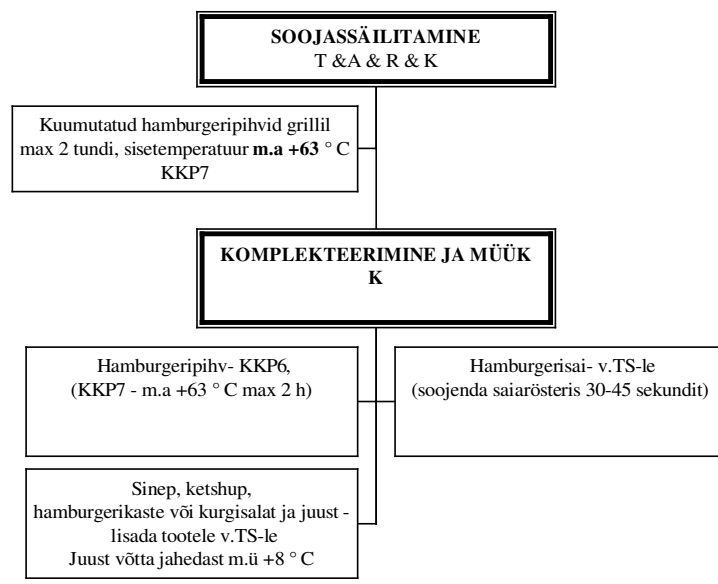 SOOJASSÄILITAMINE
T &A & R & K
Kuumutatud hamburgeripihvid grillil
max 2 tundi, sisetemperatuur m.a +63 ° C
KKP7
KOMPLEKTEERIMINE JA MÜÜK
K
Hamburgeripihv- KKP6,
(KKP7 - m.a +63 ° C max 2 h)
Hamburgerisai- v.TS-le
(soojenda saiarösteris 30-45 sekundit)
Sinep, ketshup,
hamburgerikaste või kurgisalat ja juust -
lisada tootele v.TS-le
Juust võtta jahedast m.ü +8 ° C